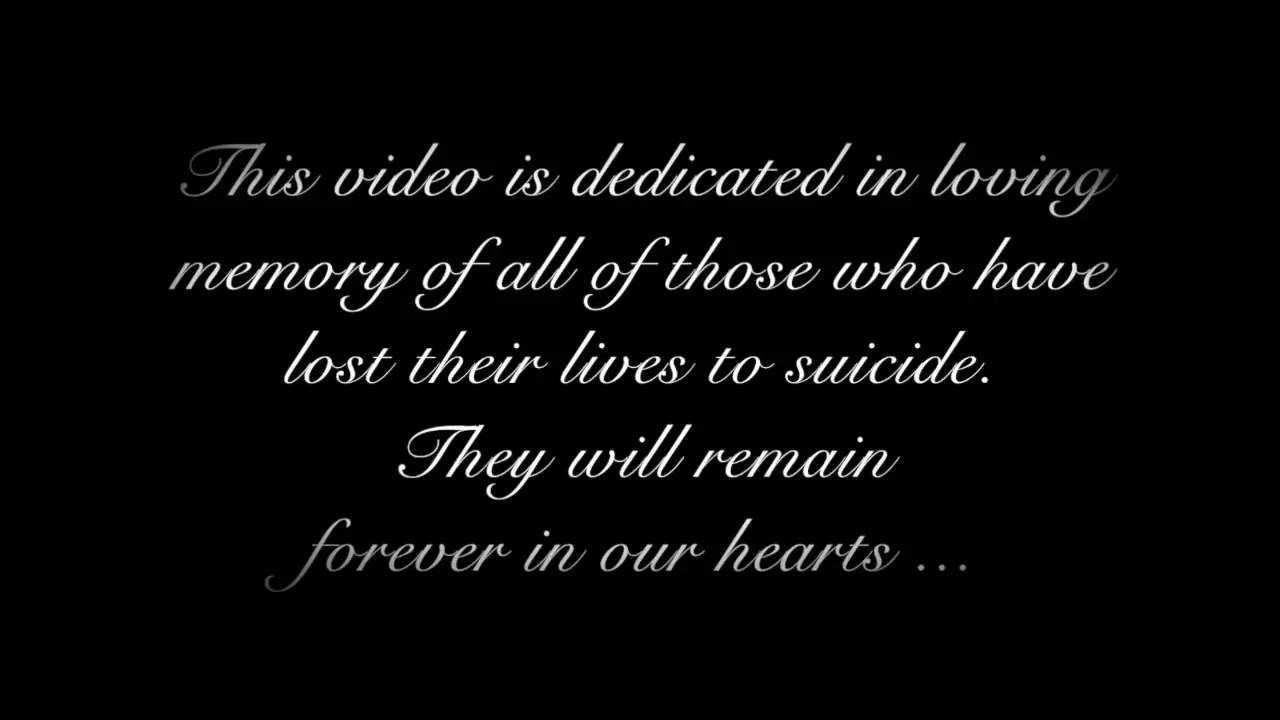 This video is dedicated in loving
memory of all of those who have
lost their lives to suicide.
They will remain
forever in our hearts ...